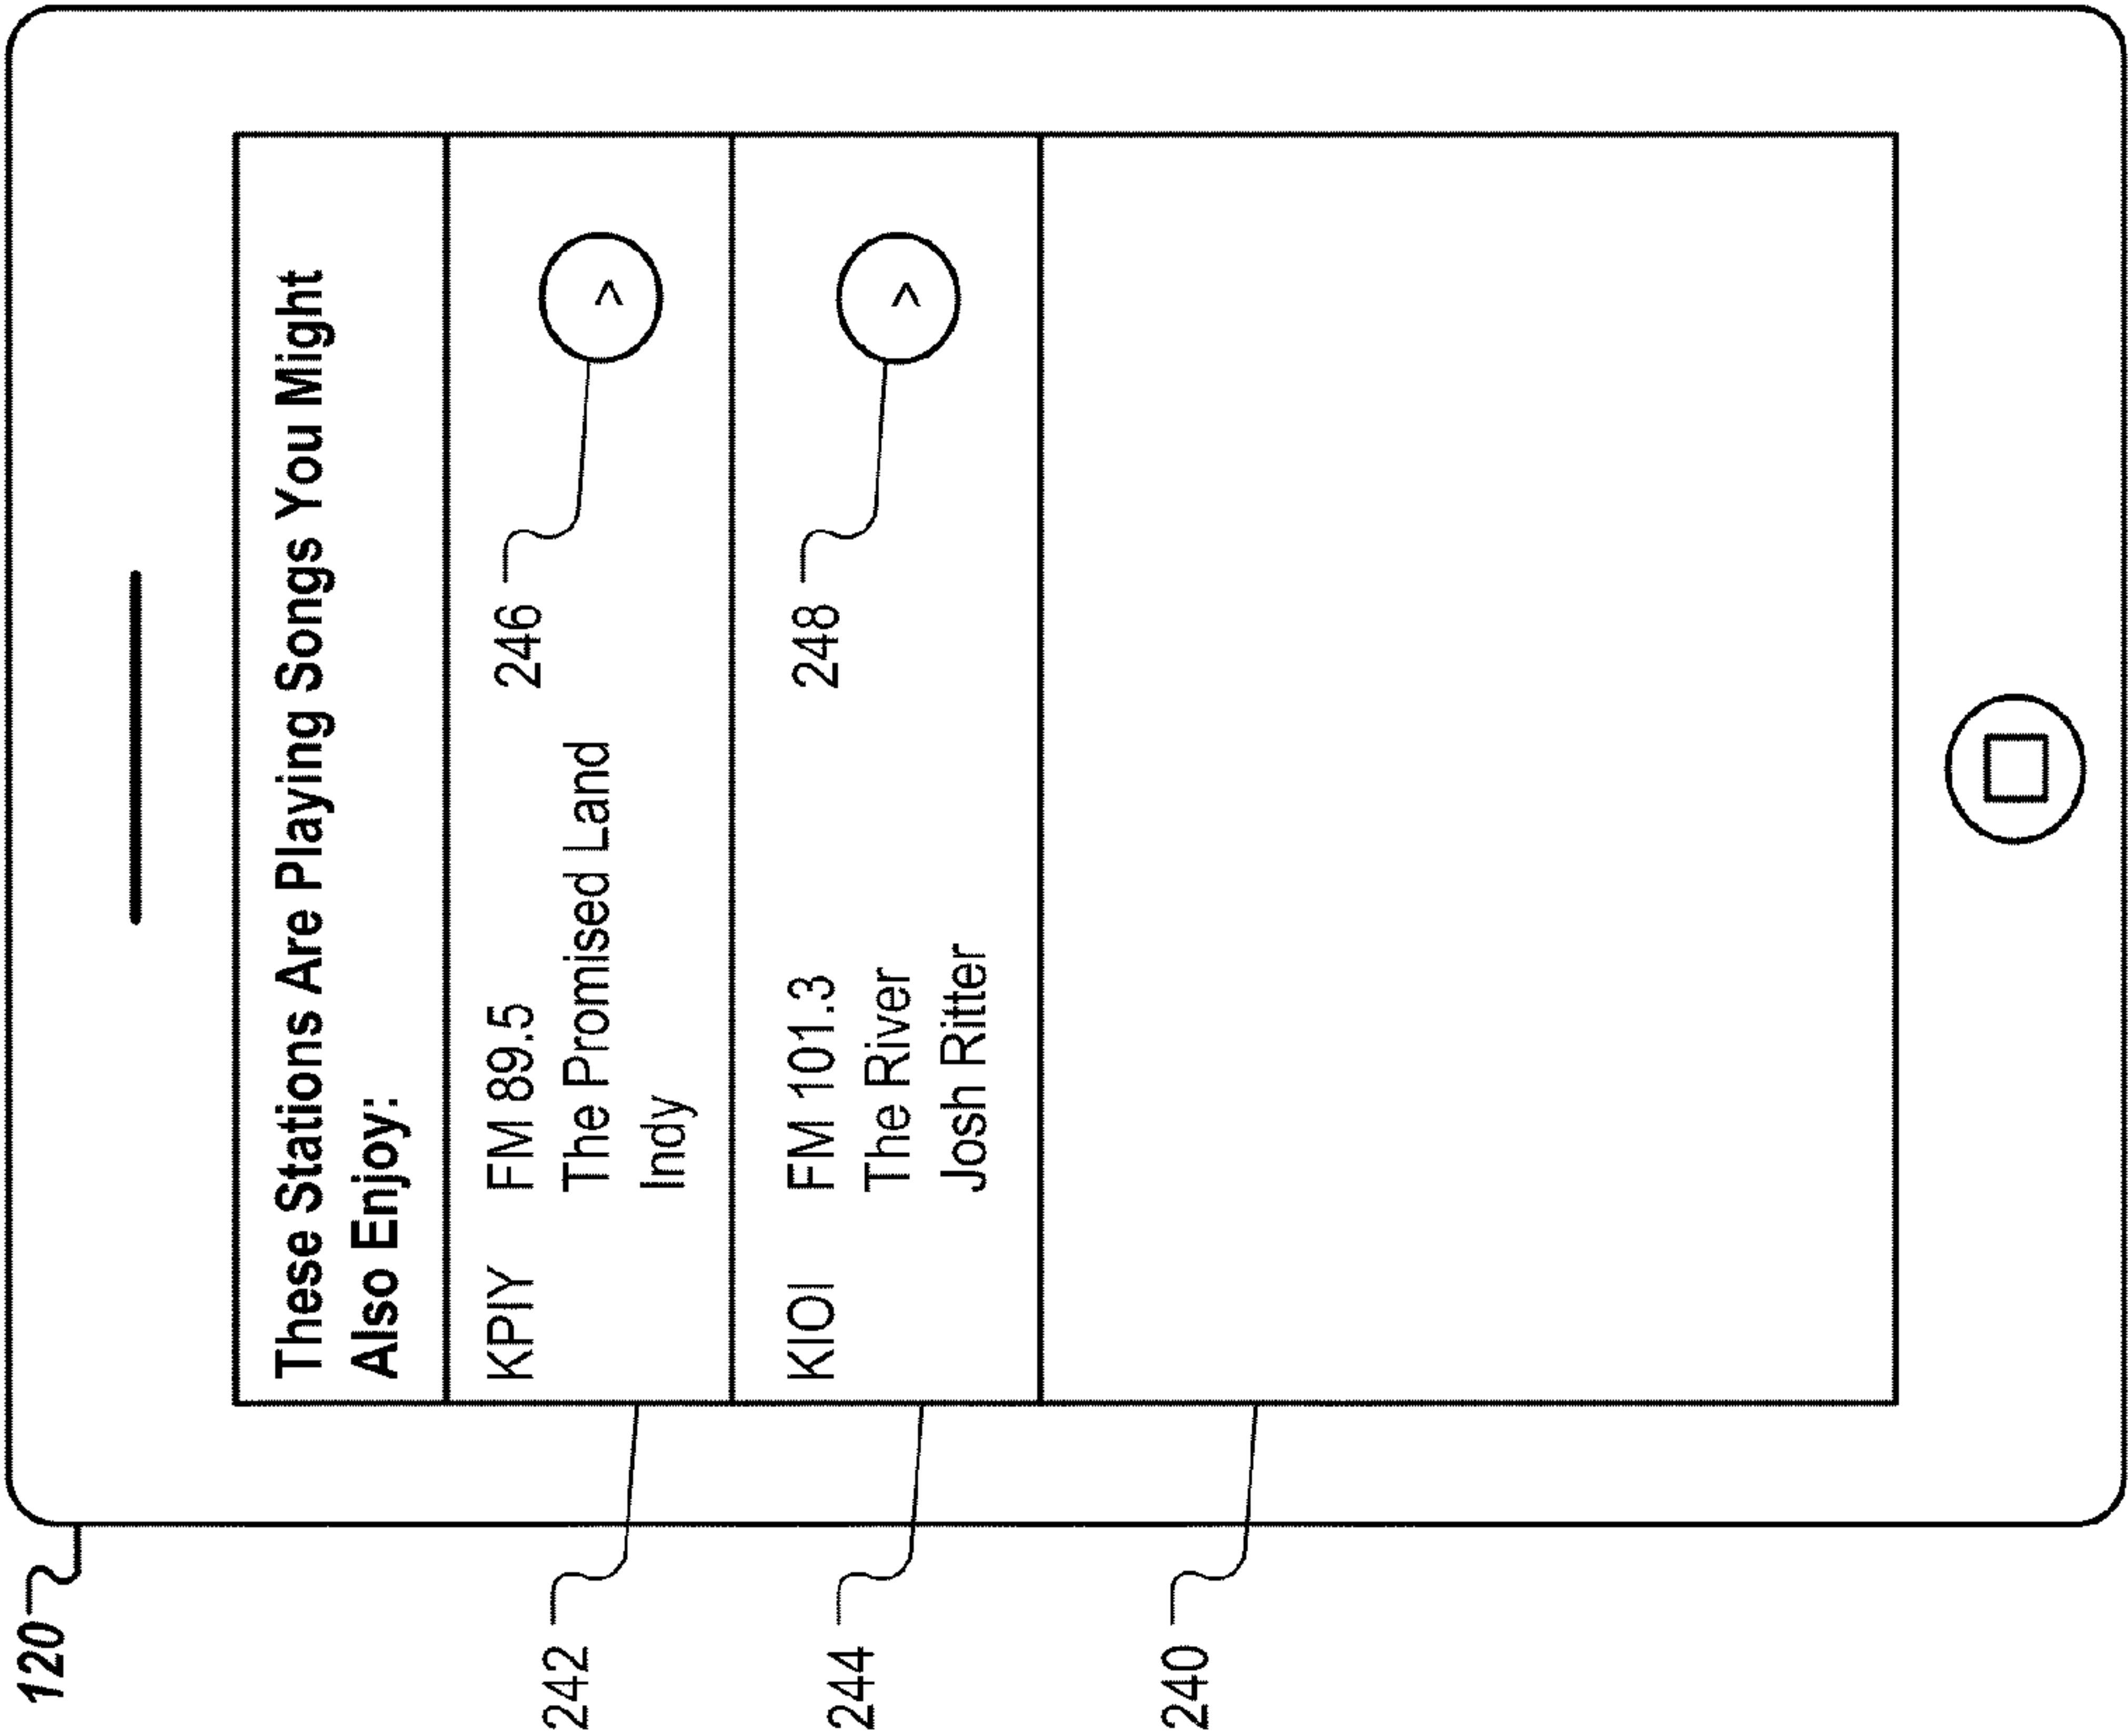 120
These Stations Are Playing Songs You Might
Also Enjoy:
242
KPIY FM 89.5 246 >
The Promised Land
Indy
244
KIOI FM 101.3 248 >
The River
Josh Ritter
240